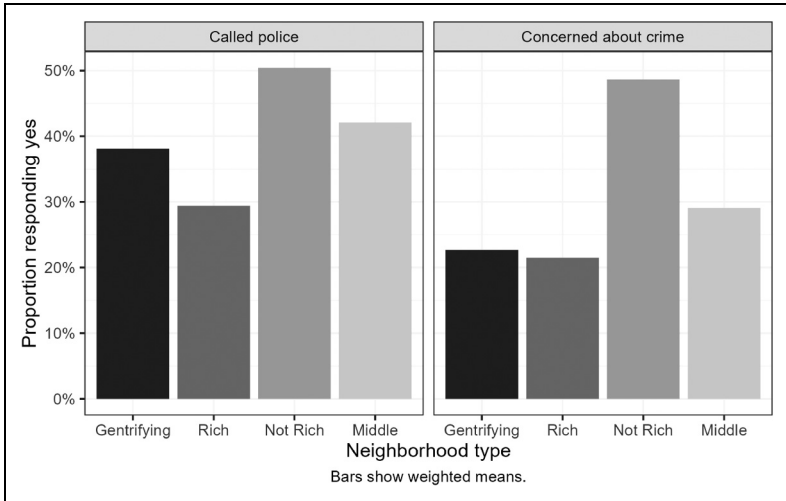 Called police
Concerned about crime
Proportion responding yes
50%
40%
30%
20%
10%
0%
Gentrifying Rich Not Rich Middle
Gentrifying Rich Not Rich Middle
Neighborhood type
Bars show weighted means.